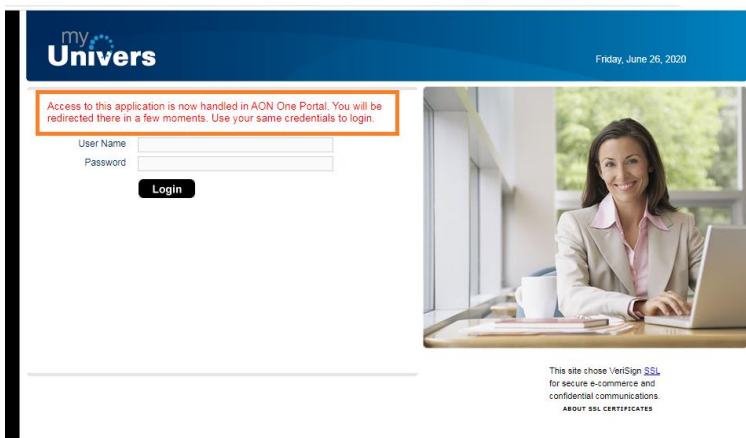 my
Univers
Friday, June 26, 2020
Access to this application is now handled in AON One Portal. You will be
redirected there in a few moments. Use your same credentials to login.
User Name
Password
Login
This site chose VeriSign SSL
for secure e-commerce and
confidential communications.
ABOUT SSL CERTIFICATES